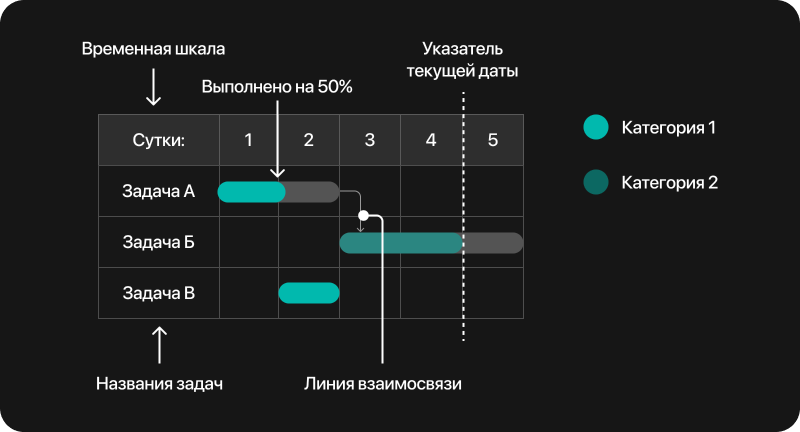 Временная шкала
Указатель
текущей даты
Выполнено на 50%
Сутки: 1 2 3 4 5
Категория 1
Категория 2
Задача А
Задача Б
Задача В
Названия задач
Линия взаимосвязи